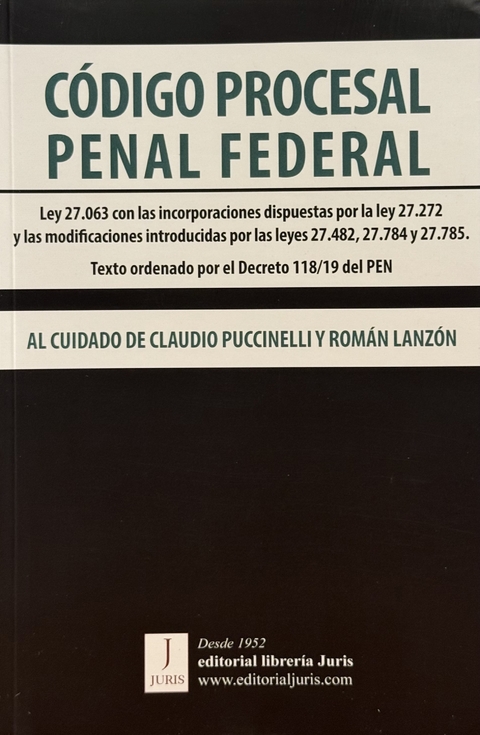 CÓDIGO PROCESAL
PENAL FEDERAL
Ley 27.063 con las incorporaciones dispuestas por la ley 27.272
y las modificaciones introducidas por las leyes 27.482, 27.784 y 27.785.
Texto ordenado por el Decreto 118/19 del PEN
AL CUIDADO DE CLAUDIO PUCCINELLI Y ROMÁN LANZÓN
J
JURIS
Desde 1952
editorial librería Juris
www.editorialjuris.com